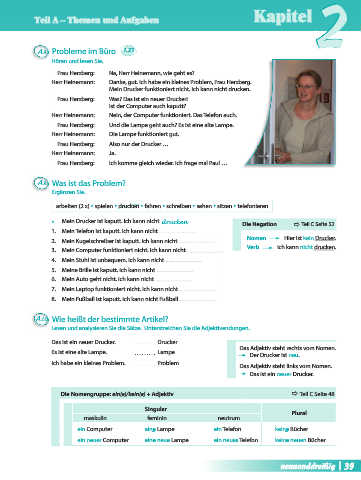 Teil A – Themen und Aufgaben
Kapitel 2
Probleme im Büro
Hören und lesen Sie.
Frau Herzberg: Na, Herr Heinemann, wie geht es?
Herr Heinemann: Danke, gut. Ich habe ein kleines Problem, Frau Herzberg.
Mein Drucker funktioniert nicht. Ich kann nicht drucken.
Frau Herzberg: Was? Das ist ein neuer Drucker!
Ist der Computer auch kaputt?
Herr Heinemann: Nein, der Computer funktioniert. Das Telefon auch.
Frau Herzberg: Und die Lampe geht auch? Es ist eine alte Lampe.
Herr Heinemann: Die Lampe funktioniert gut.
Frau Herzberg: Also nur der Drucker …
Herr Heinemann: Ja.
Frau Herzberg: Ich komme gleich wieder. Ich frage mal Paul …
Was ist das Problem?
Ergänzen Sie.
arbeiten (2 x) • spielen • drucken • fahren • schreiben • sehen • sitzen • telefonieren
Mein Drucker ist kaputt. Ich kann nicht drucken.
1. Mein Telefon ist kaputt. Ich kann nicht
2. Mein Kugelschreiber ist kaputt. Ich kann nicht
3. Mein Computer funktioniert nicht. Ich kann nicht
4. Mein Stuhl ist unbequem. Ich kann nicht
5. Meine Brille ist kaputt. Ich kann nicht
6. Mein Auto geht nicht. Ich kann nicht
7. Mein Laptop funktioniert nicht. Ich kann nicht
8. Mein Fußball ist kaputt. Ich kann nicht Fußball
Die Negation ⇨ Teil C Seite 52
Nomen → Hier ist kein Drucker.
Verb → Ich kann nicht drucken.
Wie heißt der bestimmte Artikel?
Lesen und analysieren Sie die Sätze. Unterstreichen Sie die Adjektivendungen.
Das ist ein neuer Drucker. Drucker
Es ist eine alte Lampe. Lampe
Ich habe ein kleines Problem. Problem
Das Adjektiv steht rechts vom Nomen.
→ Der Drucker ist neu.
Das Adjektiv steht links vom Nomen.
→ Das ist ein neuer Drucker.
Die Nomengruppe: ein(e)/kein(e) + Adjektiv ⇨ Teil C Seite 48
Singular Plural
maskulin feminin neutrum
ein Computer eine Lampe ein Telefon keine Bücher
ein neuer Computer eine neue Lampe ein neues Telefon keine neuen Bücher
neununddreißig | 39